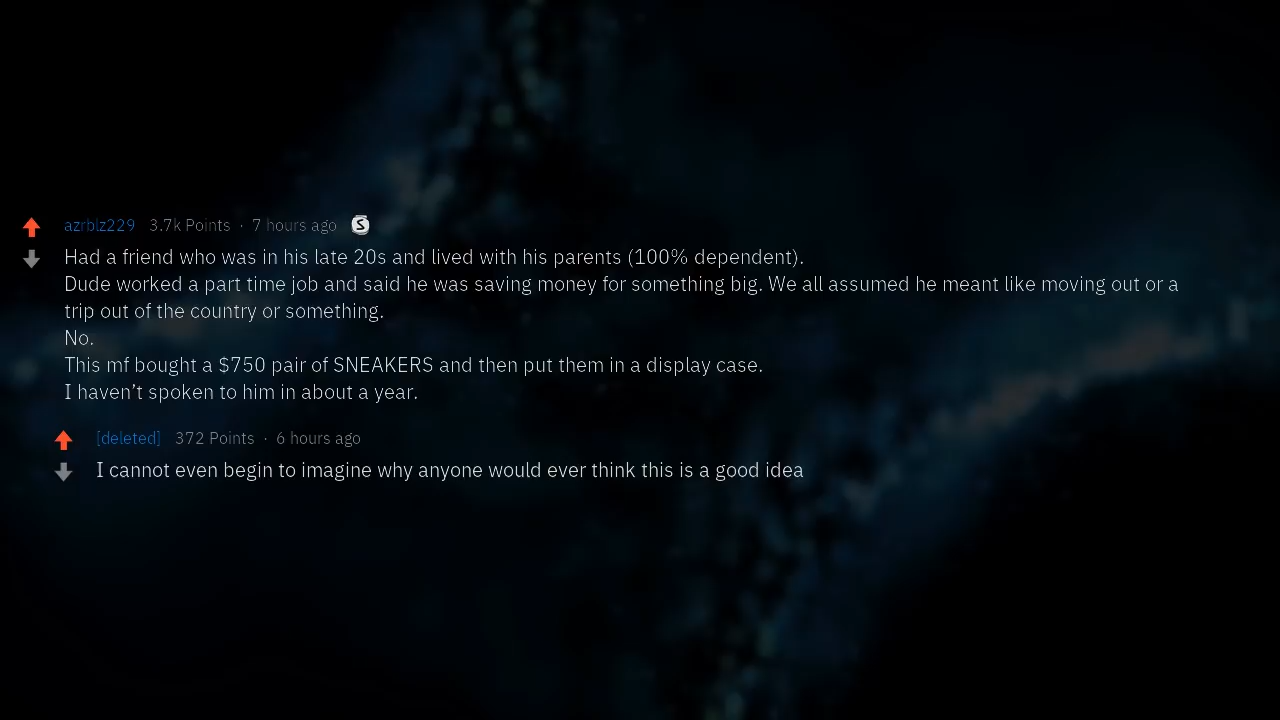 azrblz229 3.7k Points · 7 hours ago S
Had a friend who was in his late 20s and lived with his parents (100% dependent).
Dude worked a part time job and said he was saving money for something big. We all assumed he meant like moving out or a
trip out of the country or something.
No.
This mf bought a $750 pair of SNEAKERS and then put them in a display case.
I haven’t spoken to him in about a year.
[deleted] 372 Points · 6 hours ago
I cannot even begin to imagine why anyone would ever think this is a good idea